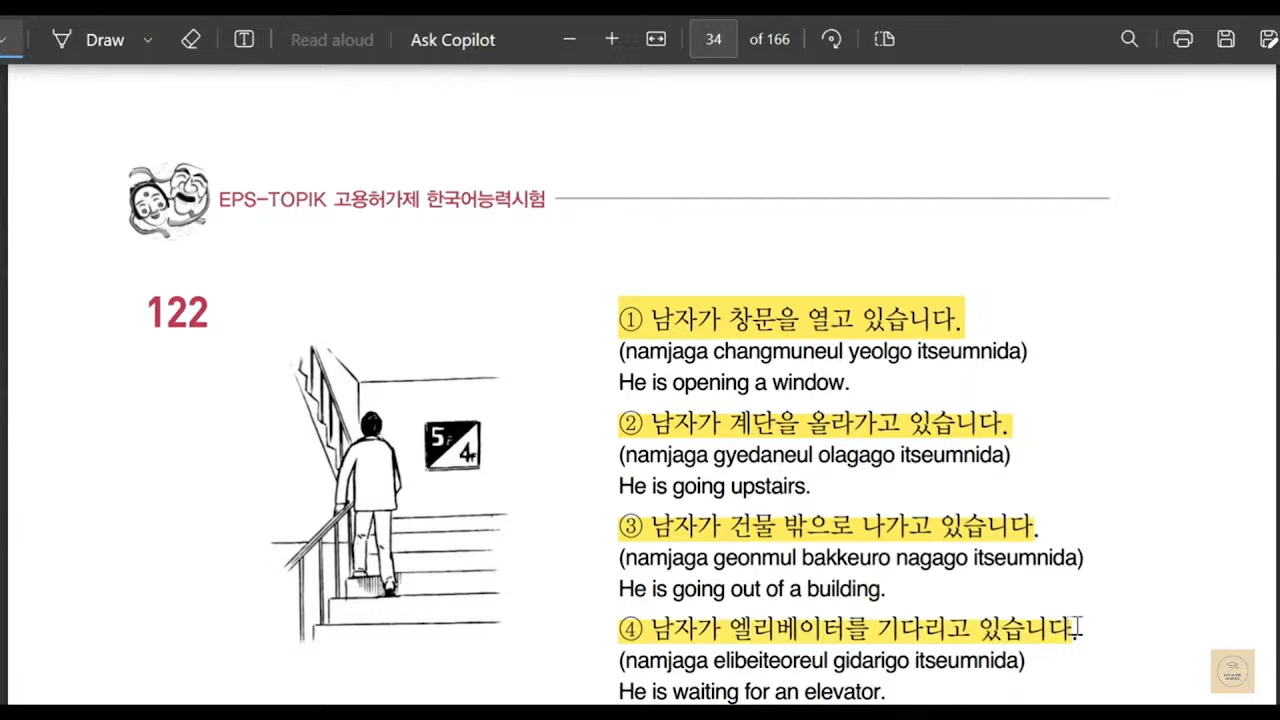 Draw
Read aloud
Ask Copilot
34 of 166
EPS-TOPIK 고용허가제 한국어능력시험
122
5F
4F
① 남자가 창문을 열고 있습니다.
(namjaga changmuneul yeolgo itseumnida)
He is opening a window.
② 남자가 계단을 올라가고 있습니다.
(namjaga gyedaneul olagago itseumnida)
He is going upstairs.
③ 남자가 건물 밖으로 나가고 있습니다.
(namjaga geonmul bakkeuro nagago itseumnida)
He is going out of a building.
④ 남자가 엘리베이터를 기다리고 있습니다.
(namjaga elibeiteoreul gidarigo itseumnida)
He is waiting for an elevator.